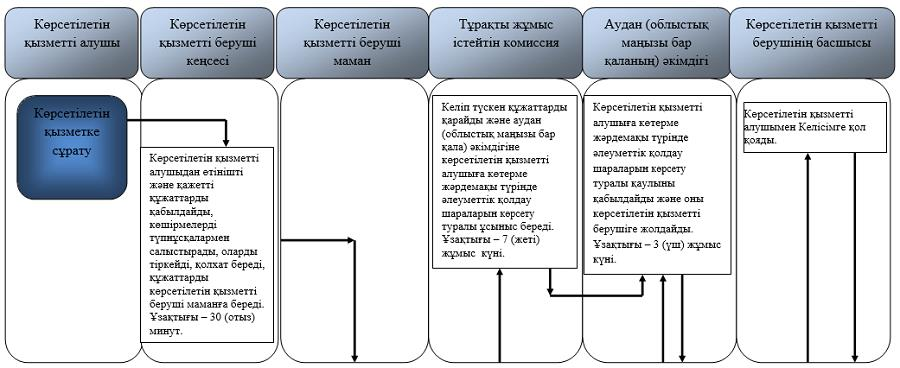 Көрсетілетін
қызметті алушы
Көрсетілетін
қызметті беруші
кеңсесі
Көрсетілетін
қызметті беруші
маман
Тұрақты жұмыс
істейтін комиссия
Аудан (облыстық
маңызы бар
қаланың) әкімдігі
Көрсетілетін қызметті
берушінің басшысы
Көрсетілетін
қызметке
сұрату
Көрсетілетін қызметті
алушыдан өтінішті
және қажетті
құжаттарды
қабылдайды,
көшірмелерді
түпнұсқалармен
салыстырады, оларды
тіркейді, қолхат береді,
құжаттарды
көрсетілетін қызметті
беруші маманға береді.
Ұзақтығы – 30 (отыз)
минут.
Келіп түскен құжаттарды
қарайды және аудан
(облыстық маңызы бар
қала) әкімдігіне
көрсетілетін қызметті
алушыға көтерме
жәрдемақы түрінде
әлеуметтік қолдау
шараларын көрсету
туралы ұсыныс береді.
Ұзақтығы – 7 (жеті)
жұмыс күні.
Көрсетілетін қызметті
алушыға көтерме
жәрдемақы түрінде
әлеуметтік қолдау
шараларын көрсету
туралы қаулыны
қабылдайды және оны
көрсетілетін қызметті
берушіге жолдайды.
Ұзақтығы – 3 (үш) жұмыс
күні.
Көрсетілетін қызметті
алушымен Келісімге қол
қояды.